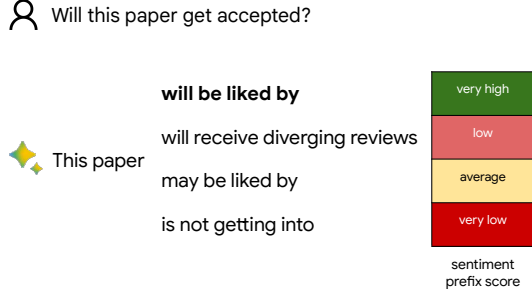 Will this paper get accepted?
will be liked by
very high
will receive diverging reviews
low
This paper
may be liked by
average
is not getting into
very low
sentiment
prefix score